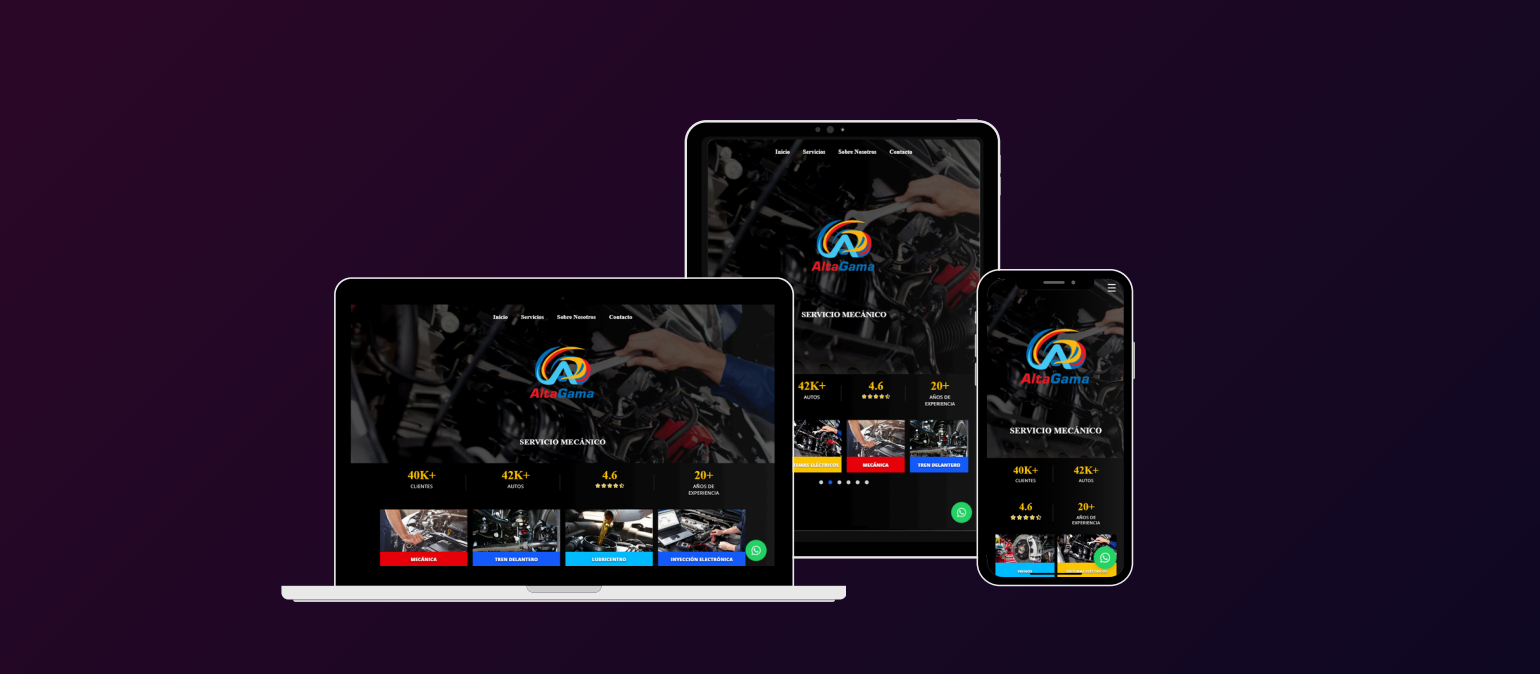 Inicio Servicios Sobre Nosotros Contacto
AltaGama
SERVICIO MECÁNICO
40K+ 42K+ 4.6 20+
CLIENTES AUTOS AÑOS DE
EXPERIENCIA
MECÁNICA TREN DELANTERO LUBRICENTRO INYECCIÓN ELECTRÓNICA
Inicio Servicios Sobre Nosotros Contacto
AltaGama
SERVICIO MECÁNICO
42K+ 4.6 20+
AUTOS AÑOS DE
EXPERIENCIA
ELÉCTRICOS MECÁNICA TREN DELANTERO
AltaGama
SERVICIO MECÁNICO
40K+ 42K+
CLIENTES AUTOS
4.6 20+
AÑOS DE
EXPERIENCIA
FRENOS